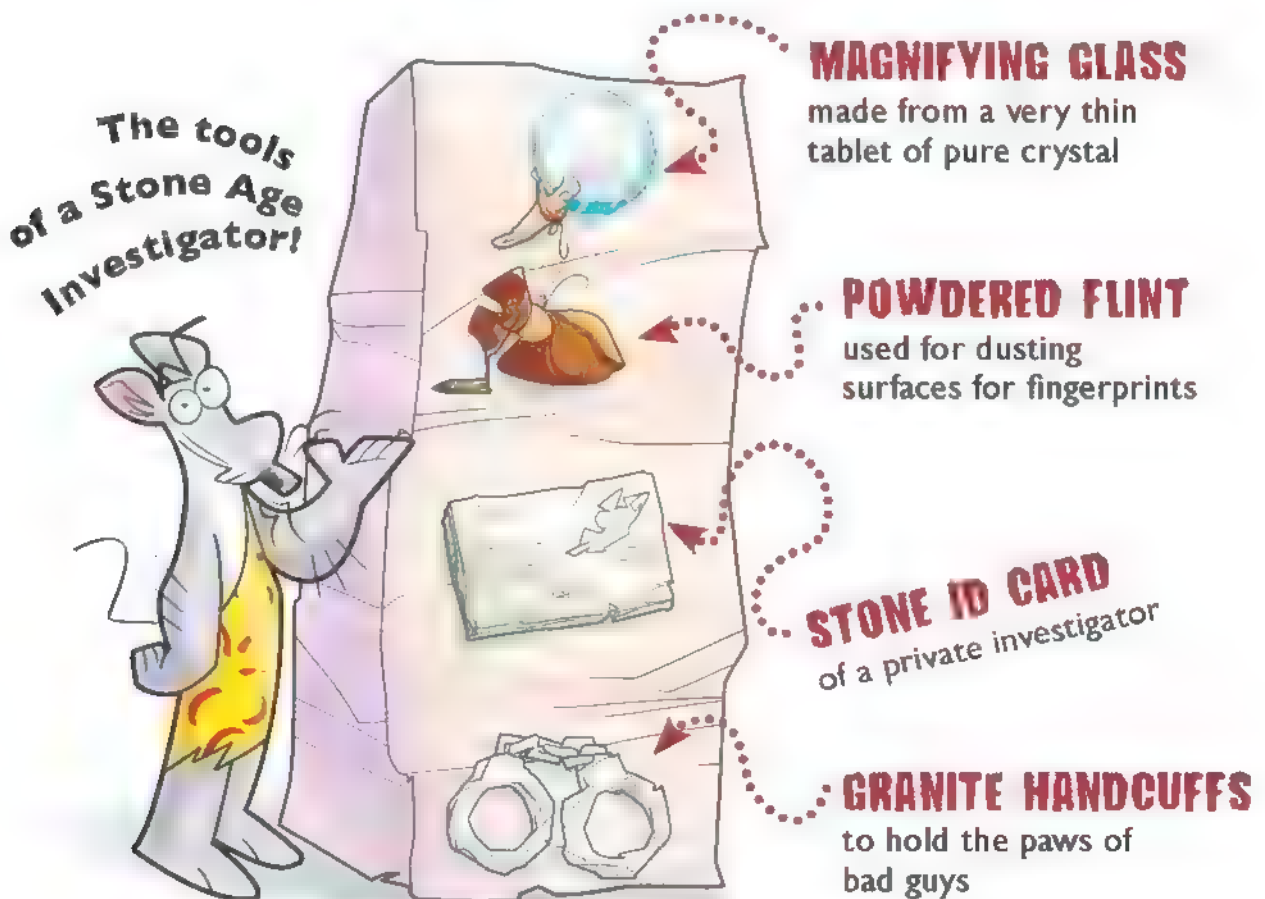 The tools
of a Stone Age
Investigator!
MAGNIFYING GLASS
made from a very thin
tablet of pure crystal
POWDERED FLINT
used for dusting
surfaces for fingerprints
STONE ID CARD
of a private investigator
GRANITE HANDCUFFS
to hold the paws of
bad guys